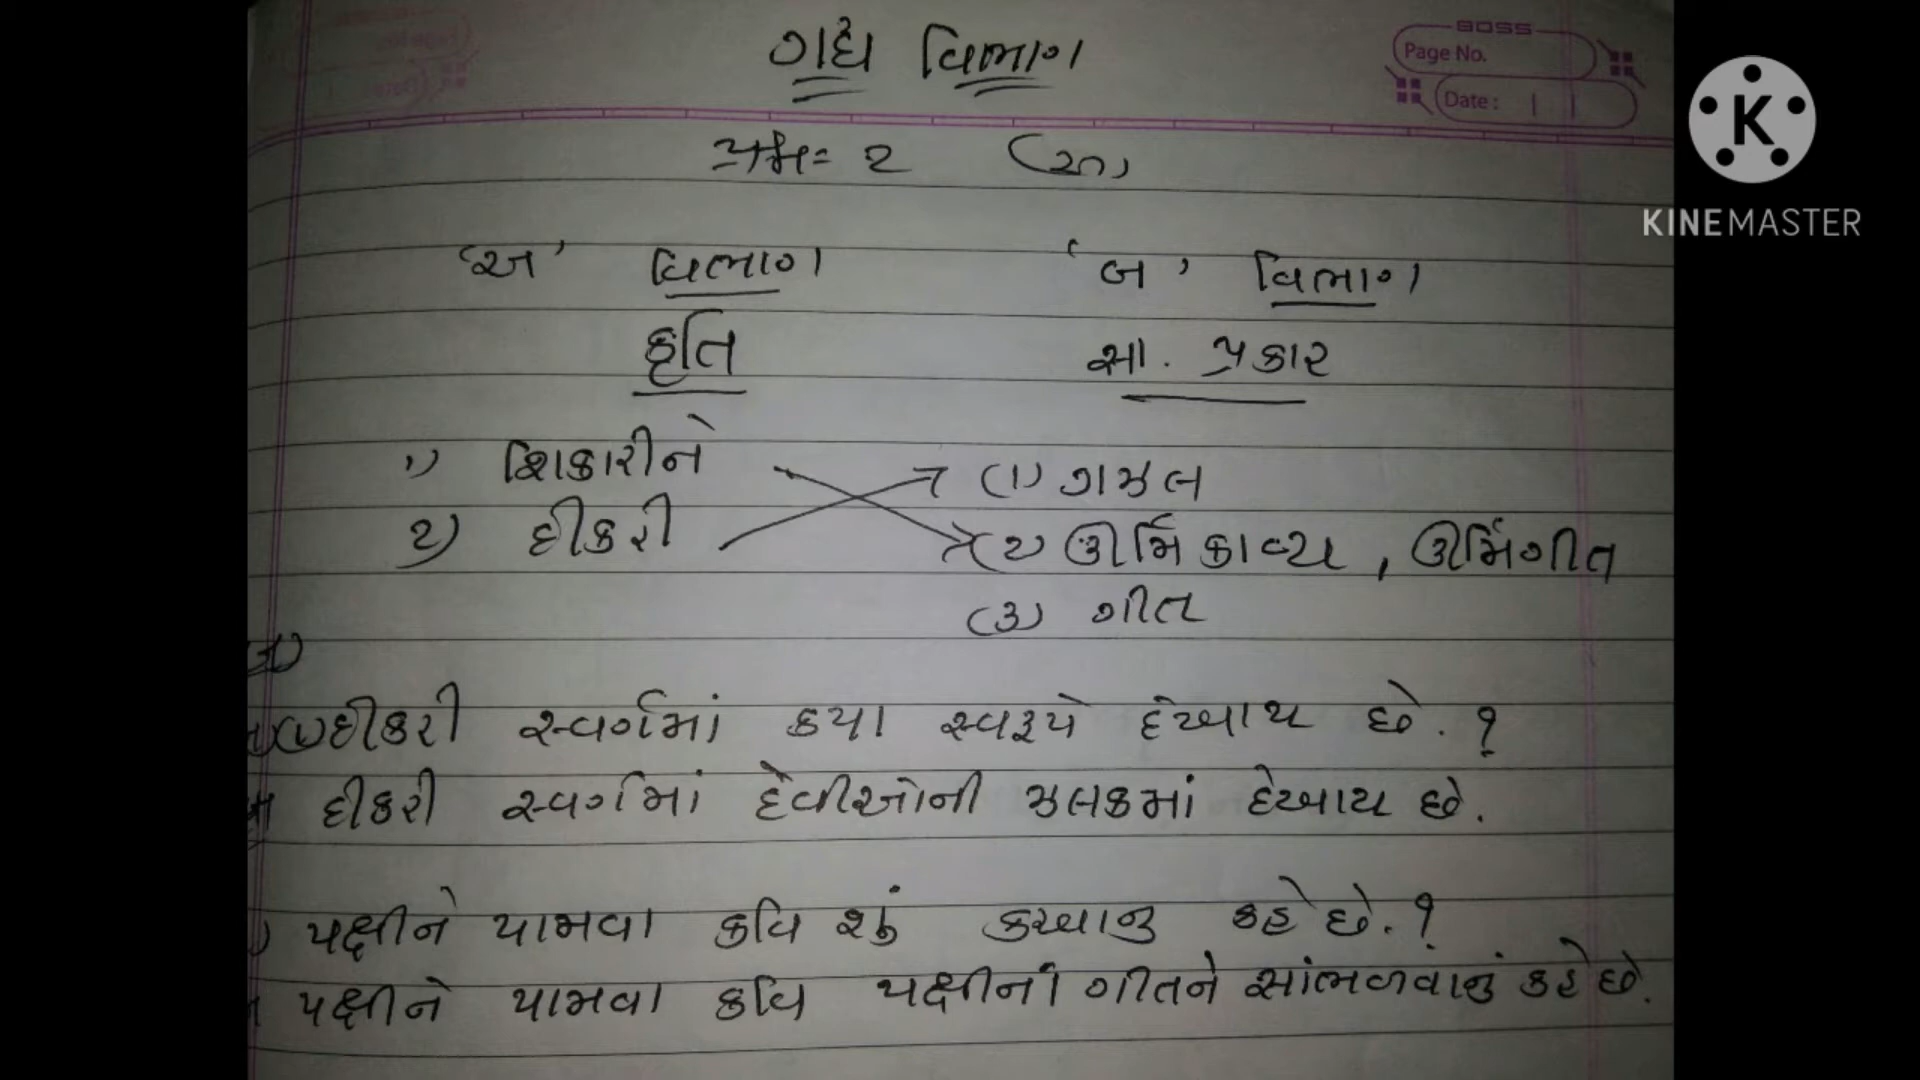 ગદ્ય વિભાગ
BOSS
Page No.
Date :
K
KINEMASTER
૨ (અ)
'અ' વિભાગ 'બ' વિભાગ
કૃતિ સા. પ્રકાર
૧) શિકારીને (૧) ગઝલ
૨) દીકરી (૨) ઊર્મિકાવ્ય, ઊર્મિગીત
(૩) ગીત
(૧) દીકરી સ્વર્ગમાં કયા સ્વરૂપે દેખાય છે. ?
દીકરી સ્વર્ગમાં દેવીઓની ઝલકમાં દેખાય છે.
પક્ષીને પામવા કવિ શું કરવાનુ કહે છે. ?
પક્ષીને પામવા કવિ પક્ષીની ગીતને સાંભળવાનું કહે છે.